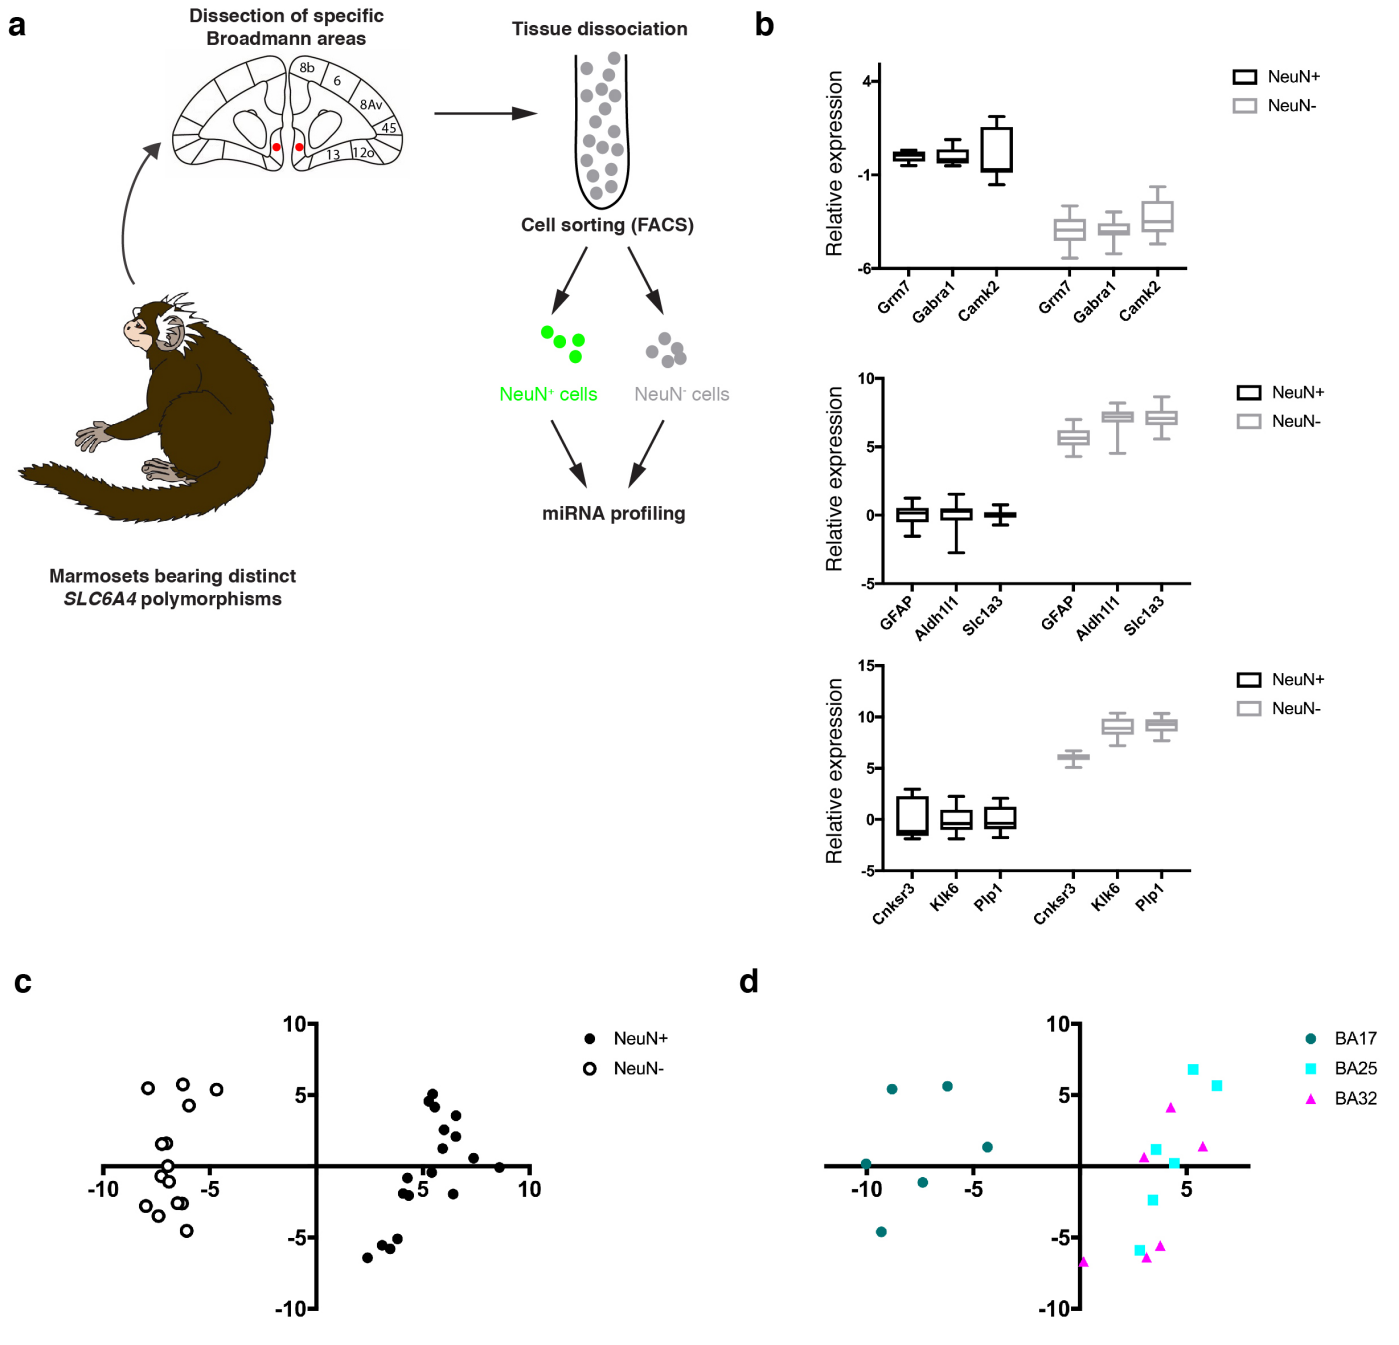 a
Dissection of specific
Broadmann areas
8b
6
8Av
45
13
12o
Tissue dissociation
Cell sorting (FACS)
NeuN+ cells
NeuN- cells
miRNA profiling
Marmosets bearing distinct
SLC6A4 polymorphisms
b
Relative expression
4
-1
-6
Grm7
Gabra1
Camk2
Grm7
Gabra1
Camk2
NeuN+
NeuN-
Relative expression
10
5
0
-5
GFAP
Aldh1l1
Slc1a3
GFAP
Aldh1l1
Slc1a3
NeuN+
NeuN-
Relative expression
15
10
5
0
-5
Cnksr3
Klk6
Plp1
Cnksr3
Klk6
Plp1
NeuN+
NeuN-
c
10
5
-10
-5
5
10
-5
-10
NeuN+
NeuN-
d
10
5
-10
-5
5
-5
-10
BA17
BA25
BA32